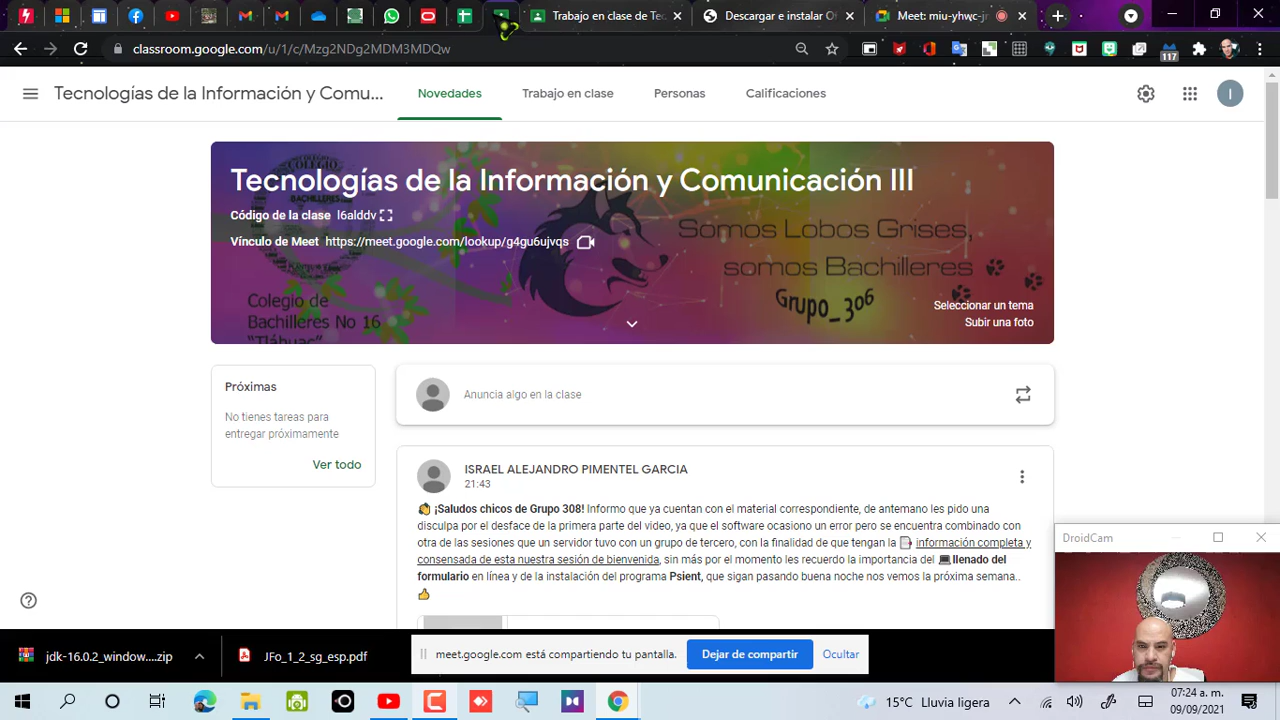 Trabajo en clase de Tec
Descargar e instalar Of
Meet: miu-yhwc-jr
classroom.google.com/u/1/c/Mzg2NDg2MDM3MDQw
117
Tecnologías de la Información y Comu...
Novedades
Trabajo en clase
Personas
Calificaciones
I
COLEGIO
BACHILLERES
Tecnologías de la Información y Comunicación III
Código de la clase l6alddv
Vínculo de Meet https://meet.google.com/lookup/g4gu6ujvqs
Somos Lobos Grises,
somos Bachilleres
Grupo_306
Colegio de
Bachilleres No 16
"Tláhuac"
Seleccionar un tema
Subir una foto
Próximas
No tienes tareas para
entregar próximamente
Ver todo
Anuncia algo en la clase
ISRAEL ALEJANDRO PIMENTEL GARCIA
21:43
¡Saludos chicos de Grupo 308! Informo que ya cuentan con el material correspondiente, de antemano les pido una
disculpa por el desface de la primera parte del video, ya que el software ocasiono un error pero se encuentra combinado con
otra de las sesiones que un servidor tuvo con un grupo de tercero, con la finalidad de que tengan la información completa y
consensada de esta nuestra sesión de bienvenida, sin más por el momento les recuerdo la importancia del llenado del
formulario en línea y de la instalación del programa Psient, que sigan pasando buena noche nos vemos la próxima semana..
DroidCam
jdk-16.0.2_window....zip
JFo_1_2_sg_esp.pdf
meet.google.com está compartiendo tu pantalla.
Dejar de compartir
Ocultar
15°C Lluvia ligera
07:24 a. m.
09/09/2021